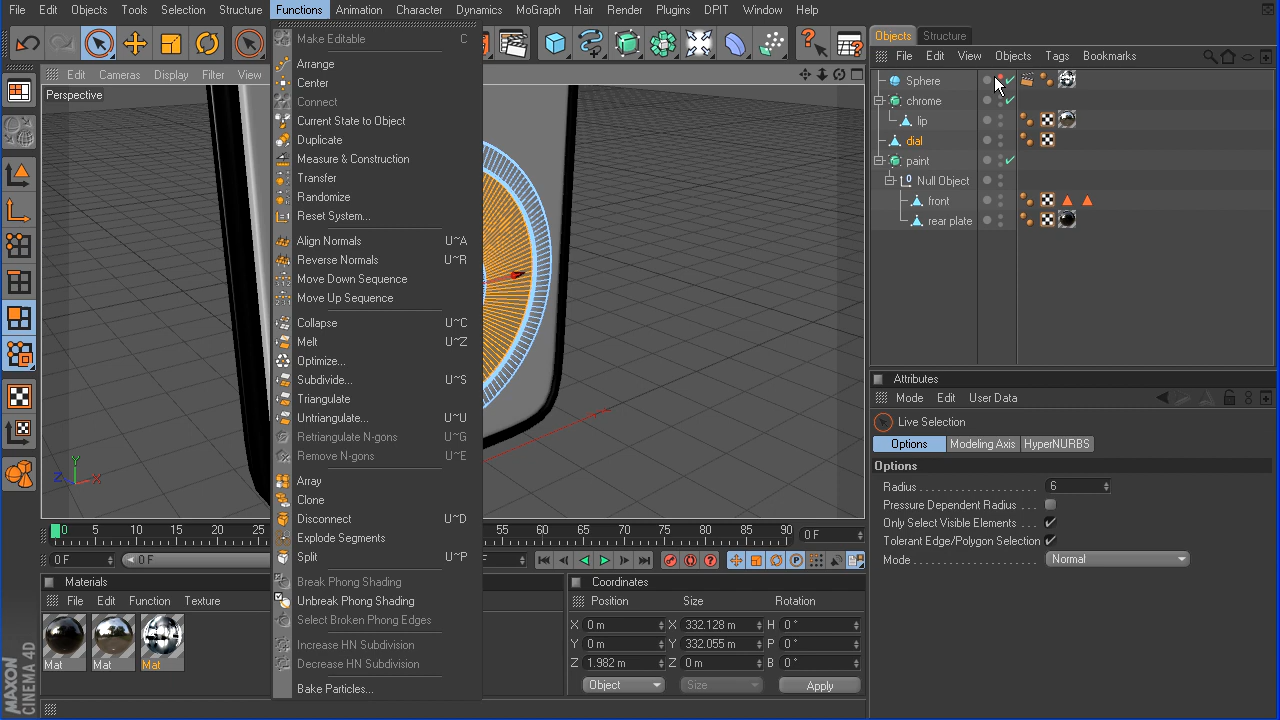 File Edit Objects Tools Selection Structure Functions Animation Character Dynamics MoGraph Hair Render Plugins DPIT Window Help
Edit Cameras Display Filter View
Perspective
Make Editable C
Arrange
Center
Connect
Current State to Object
Duplicate
Measure & Construction
Transfer
Randomize
Reset System...
Align Normals U~A
Reverse Normals U~R
Move Down Sequence
Move Up Sequence
Collapse U~C
Melt U~Z
Optimize...
Subdivide... U~S
Triangulate
Untriangulate... U~U
Retriangulate N-gons U~G
Remove N-gons U~E
Array
Clone
Disconnect U~D
Explode Segments
Split U~P
Break Phong Shading
Unbreak Phong Shading
Select Broken Phong Edges
Increase HN Subdivision
Decrease HN Subdivision
Bake Particles...
Objects Structure
File Edit View Objects Tags Bookmarks
Sphere
chrome
lip
dial
paint
Null Object
front
rear plate
Attributes
Mode Edit User Data
Live Selection
Options Modeling Axis HyperNURBS
Options
Radius 6
Pressure Dependent Radius
Only Select Visible Elements
Tolerant Edge/Polygon Selection
Mode Normal
0 5 10 15 20 25 55 60 65 70 75 80 85 90 0 F
0 F 0 F
Materials
File Edit Function Texture
Mat Mat Mat
Coordinates
Position Size Rotation
X 0 m X 332.128 m H 0 °
Y 0 m Y 332.055 m P 0 °
Z 1.982 m Z 0 m B 0 °
Object Size Apply
MAXON
CINEMA 4D